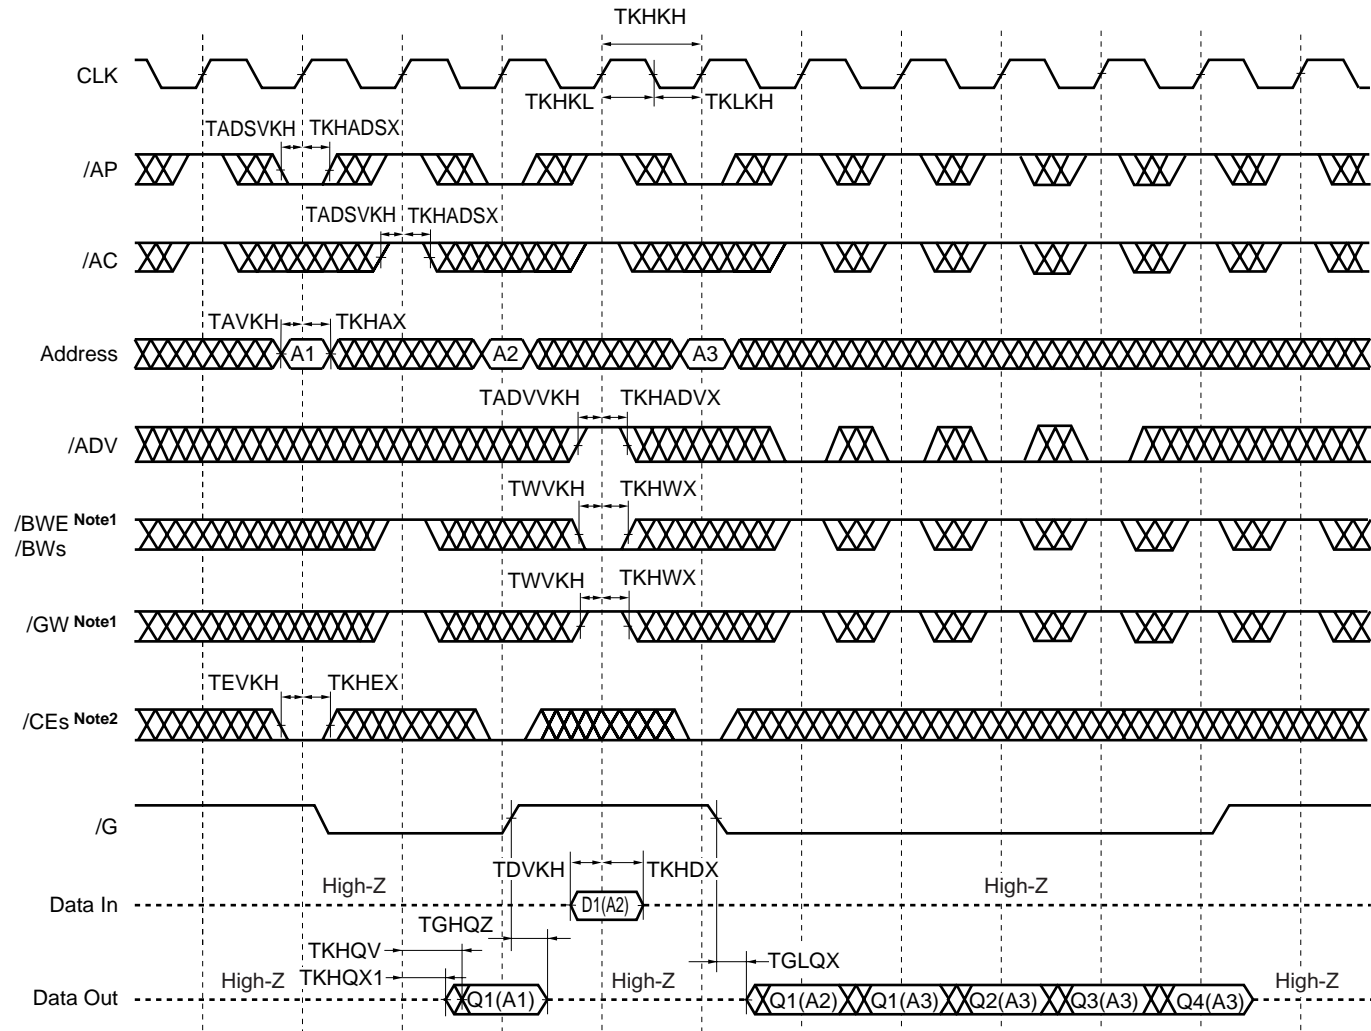 TKHKH
CLK
TKHKL TKLKH
TADSVKH TKHADSX
/AP
TADSVKH TKHADSX
/AC
TAVKH TKHAX
Address A1 A2 A3
TADVVKH TKHADVX
/ADV
TWVKH TKHWX
/BWE Note1
/BWs
TWVKH TKHWX
/GW Note1
TEVKH TKHEX
/CEs Note2
/G
TDVKH TKHDX
High-Z High-Z
Data In D1(A2)
TGHQZ
TKHQV
TKHQX1 TGLQX
High-Z High-Z High-Z
Data Out Q1(A1) Q1(A2) Q1(A3) Q2(A3) Q3(A3) Q4(A3)